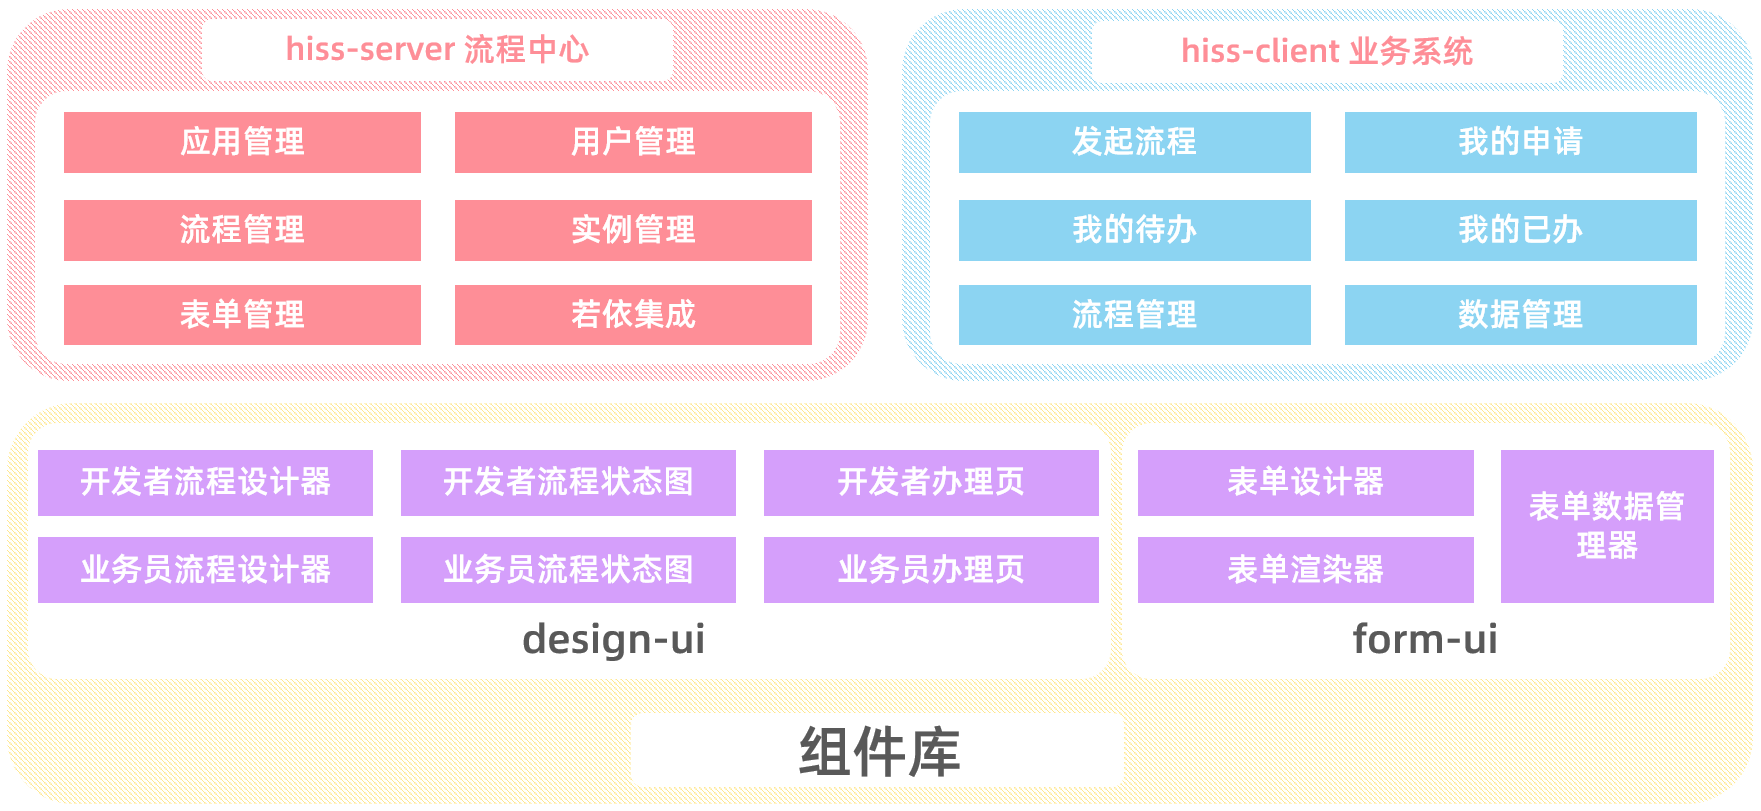 hiss-server 流程中心
应用管理
用户管理
流程管理
实例管理
表单管理
若依集成
hiss-client 业务系统
发起流程
我的申请
我的待办
我的已办
流程管理
数据管理
开发者流程设计器
开发者流程状态图
开发者办理页
业务员流程设计器
业务员流程状态图
业务员办理页
design-ui
表单设计器
表单渲染器
表单数据管
理器
form-ui
组件库